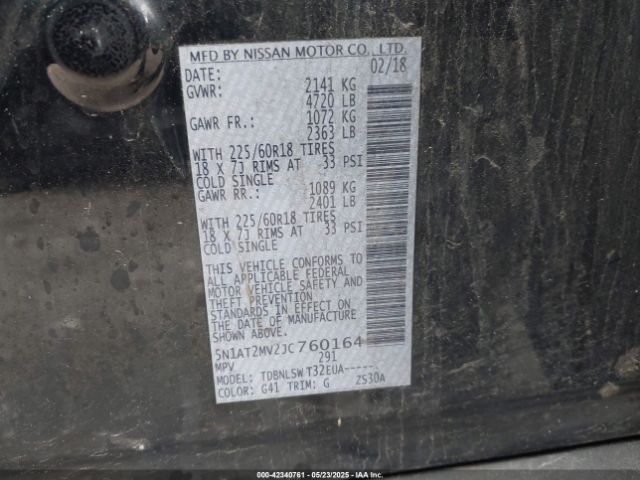 MFD BY NISSAN MOTOR CO., LTD.
DATE: 02/18
GVWR: 2141 KG
4720 LB
GAWR FR.: 1072 KG
2363 LB
WITH 225/60R18 TIRES
18 X 7J RIMS AT 33 PSI
COLD SINGLE
GAWR RR.: 1089 KG
2401 LB
WITH 225/60R18 TIRES
18 X 7J RIMS AT 33 PSI
COLD SINGLE
THIS VEHICLE CONFORMS TO
ALL APPLICABLE FEDERAL
MOTOR VEHICLE SAFETY AND
THEFT PREVENTION
STANDARDS IN EFFECT ON
THE DATE OF MANUFACTURE
SHOWN ABOVE.
5N1AT2MV2JC760164
MPV 291
MODEL: TDBNLSW T32EUA-----
COLOR: G41 TRIM: G ZS30A
000-42340761 - 05/23/2025 - IAAI.COM